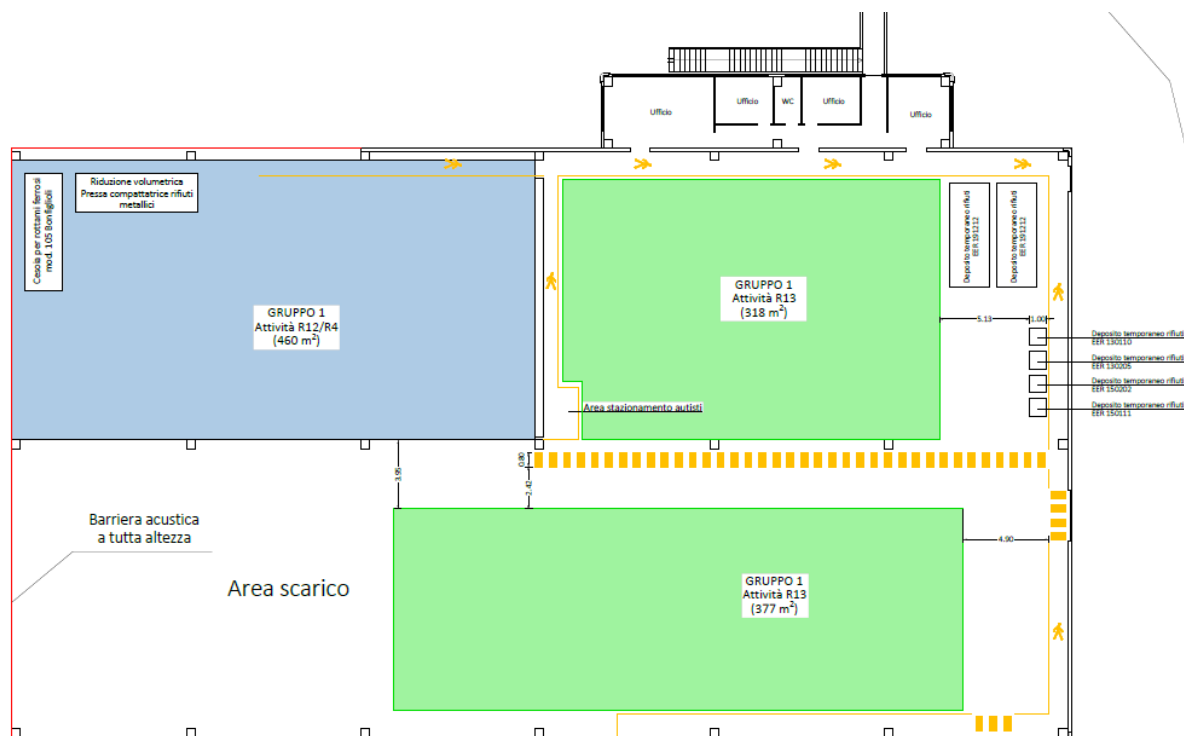 Ufficio
Ufficio
WC
Ufficio
Ufficio
Cesoia per rottami ferrosi
mod. 105 Bonfiglioli
Riduzione volumetrica
Pressa compattatrice rifiuti
metallici
Deposito temporaneo rifiuti
EER 191212
Deposito temporaneo rifiuti
EER 191212
GRUPPO 1
Attività R12/R4
(460 m²)
GRUPPO 1
Attività R13
(318 m²)
5.13
1.00
Deposito temporaneo rifiuti
EER 130110
Deposito temporaneo rifiuti
EER 130205
Deposito temporaneo rifiuti
EER 150202
Deposito temporaneo rifiuti
EER 150111
Area stazionamento autisti
3.95
0.80
2.42
Barriera acustica
a tutta altezza
4.90
Area scarico
GRUPPO 1
Attività R13
(377 m²)